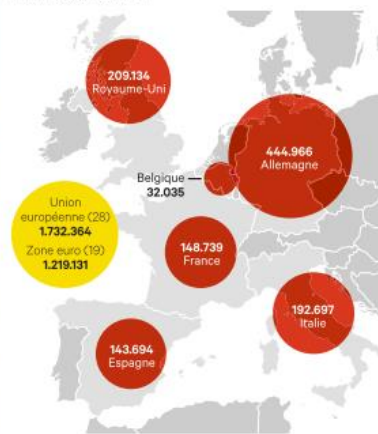 209.134
Royaume-Uni
444.966
Allemagne
Belgique
32.035
Union
européenne (28)
1.732.364
Zone euro (19)
1.219.131
148.739
France
192.697
Italie
143.694
Espagne